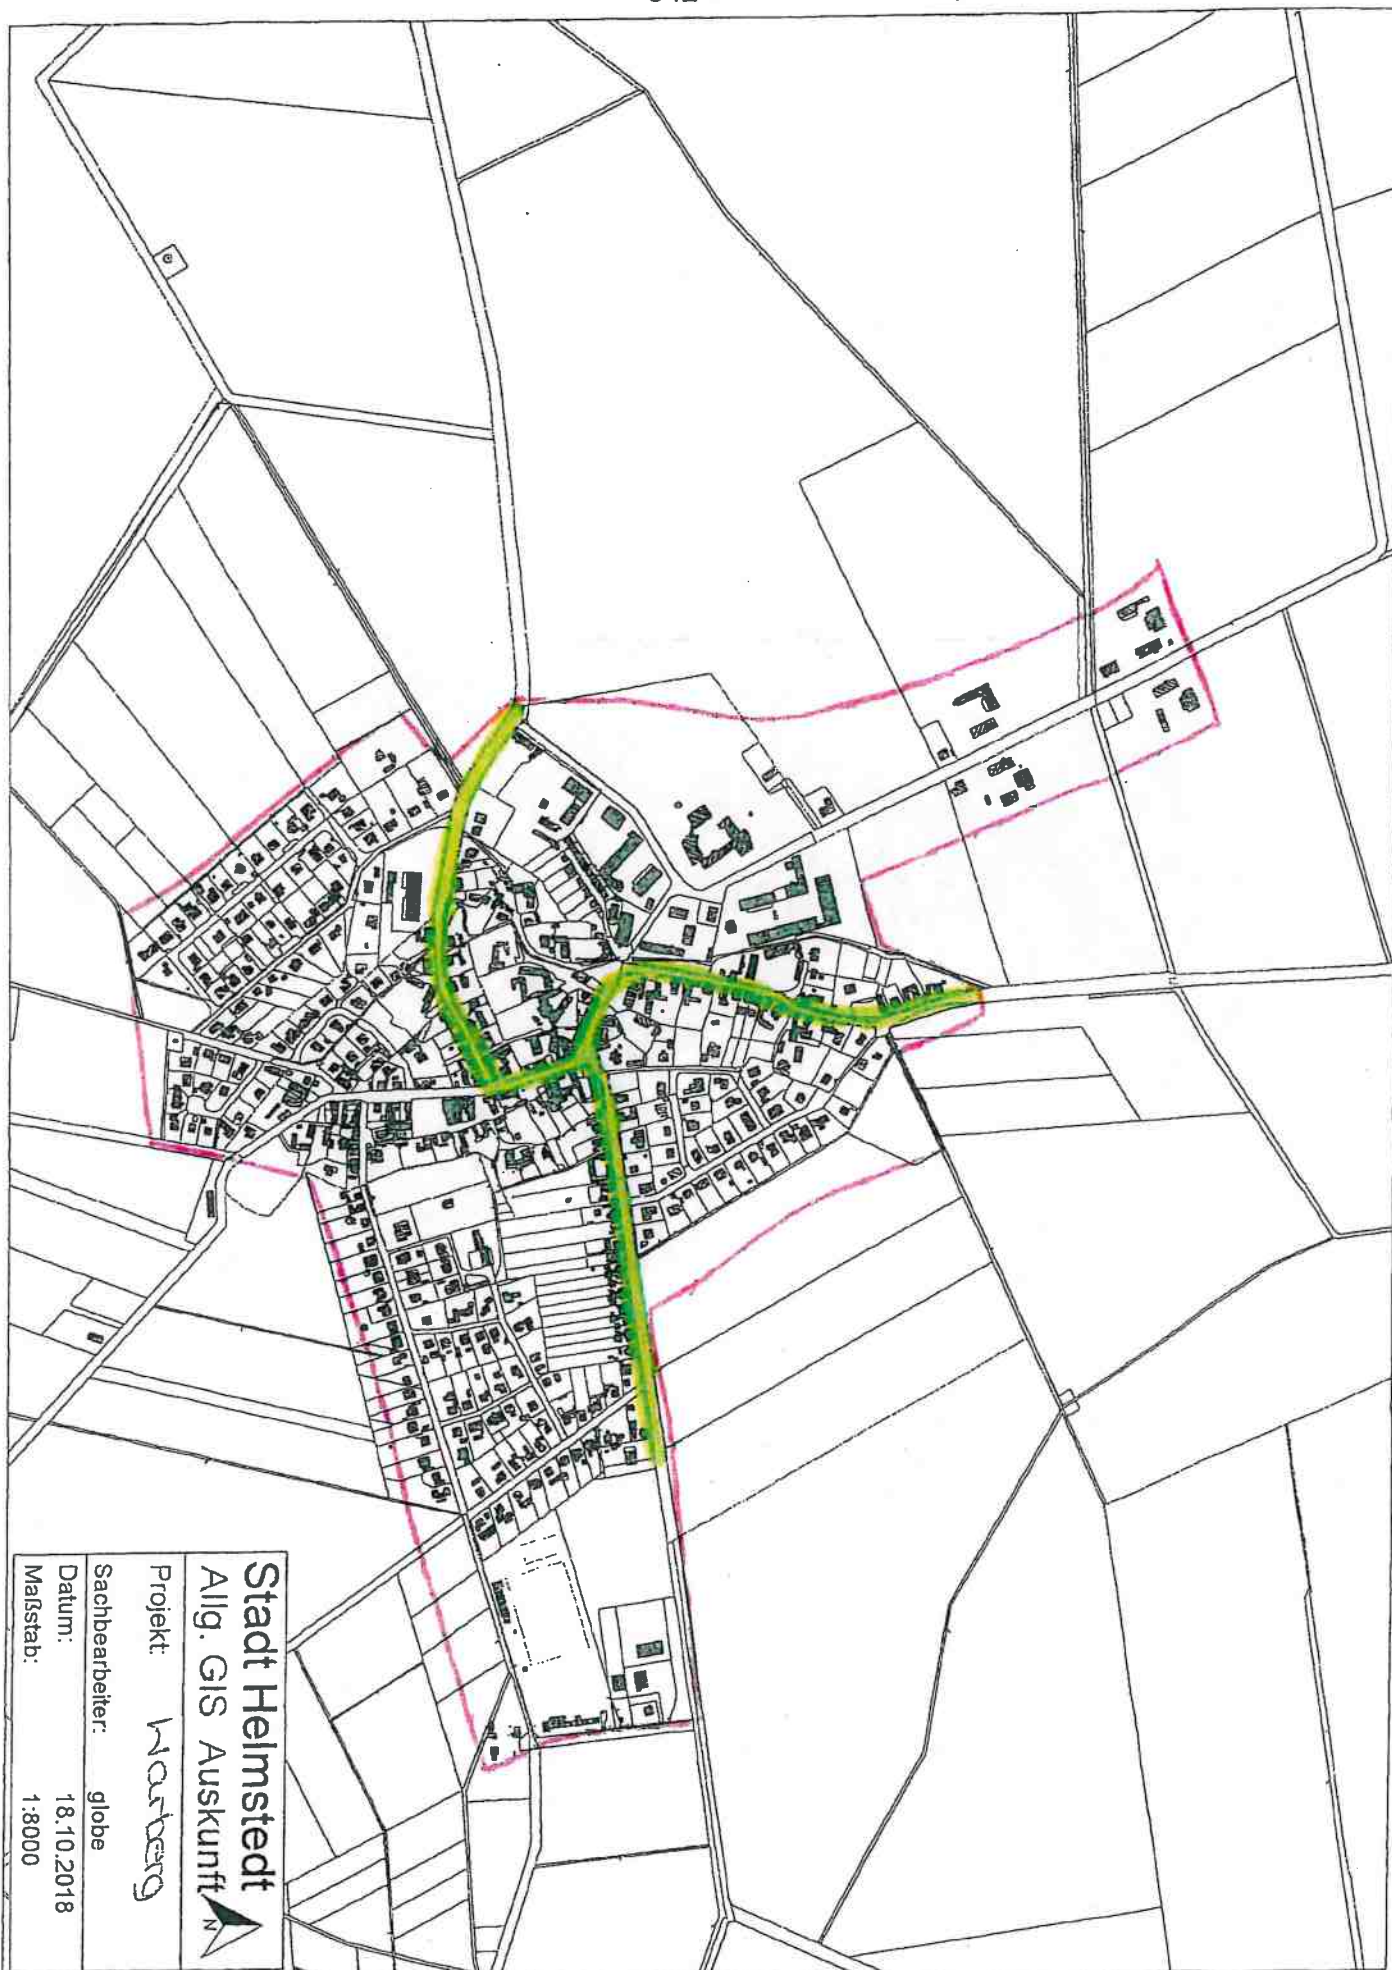 Stadt Helmstedt
Allg. GIS Auskunft
N
Projekt: Warberg
Sachbearbeiter: globe
Datum: 18.10.2018
Maßstab: 1:8000